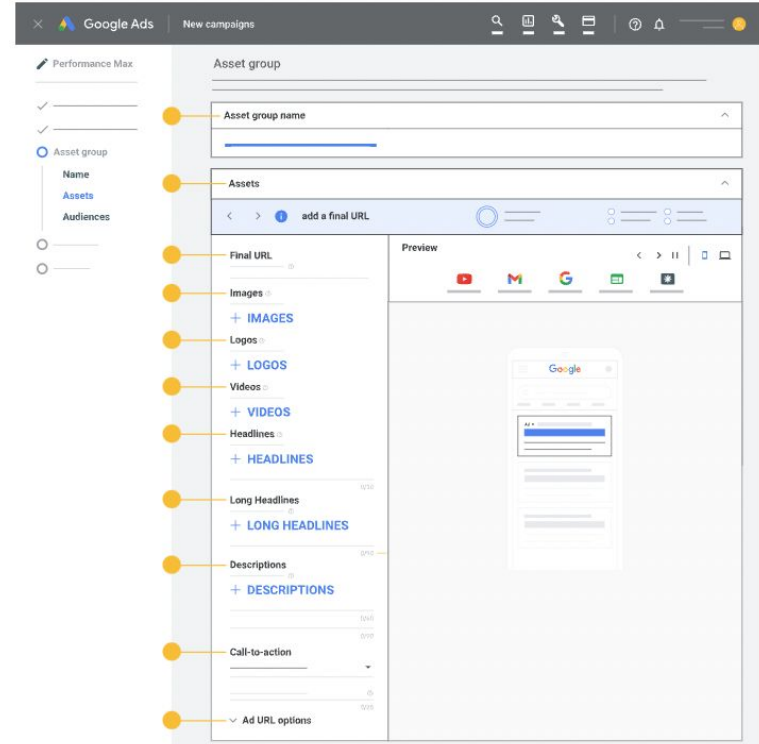 Google Ads
New campaigns
Performance Max
Asset group
Name
Assets
Audiences
Asset group
Asset group name
Assets
add a final URL
Final URL
Images
+ IMAGES
Logos
+ LOGOS
Videos
+ VIDEOS
Headlines
+ HEADLINES
Long Headlines
+ LONG HEADLINES
Descriptions
+ DESCRIPTIONS
Call-to-action
Ad URL options
Preview
Google
Ad